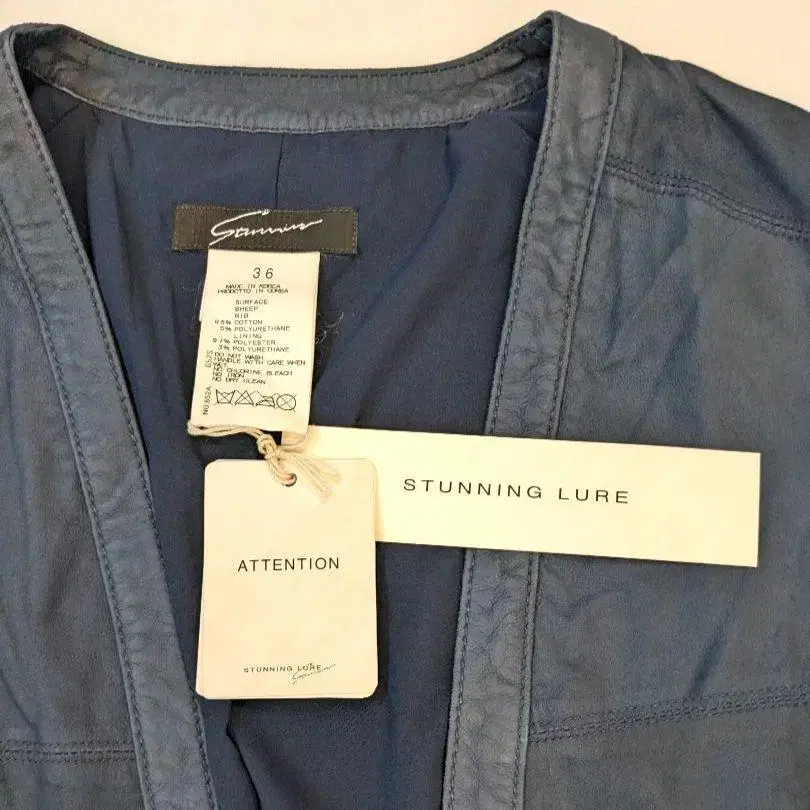 Stunning
36
MADE IN KOREA
PRODOTTO IN COREA
SURFACE
SHEEP
RIB
95% COTTON
5% POLYURETHANE
LINING
97% POLYESTER
3% POLYURETHANE
DO NOT WASH
HANDLE WITH CARE WHEN
WET
NO CHLORINE BLEACH
NO IRON
NO DRY CLEAN
STUNNING LURE
ATTENTION
STUNNING LURE